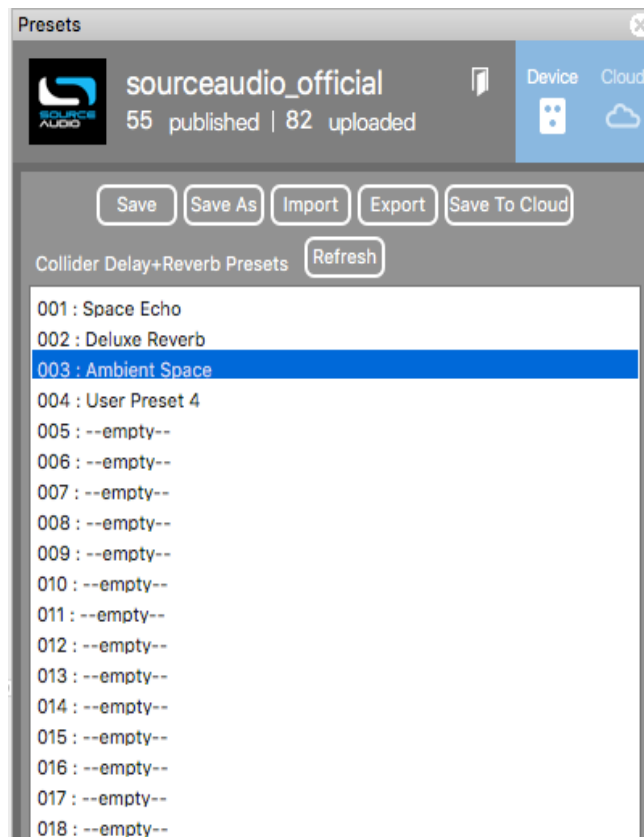 Presets
sourceaudio_official
55 published | 82 uploaded
SOURCE
AUDIO
Device
Cloud
Save
Save As
Import
Export
Save To Cloud
Collider Delay+Reverb Presets
Refresh
001 : Space Echo
002 : Deluxe Reverb
003 : Ambient Space
004 : User Preset 4
005 : --empty--
006 : --empty--
007 : --empty--
008 : --empty--
009 : --empty--
010 : --empty--
011 : --empty--
012 : --empty--
013 : --empty--
014 : --empty--
015 : --empty--
016 : --empty--
017 : --empty--
018 : --empty--